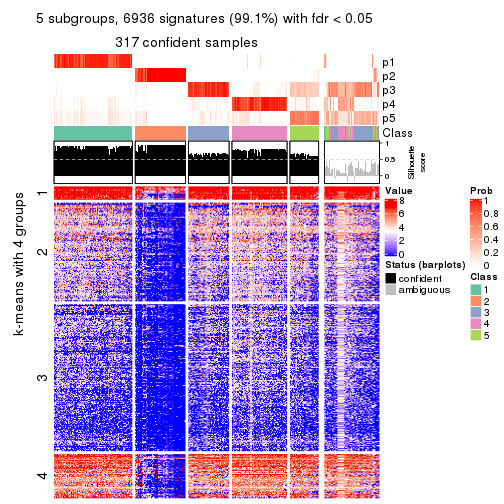 5 subgroups, 6936 signatures (99.1%) with fdr < 0.05
317 confident samples
p1
p2
p3
p4
p5
Class
1
0.5
0
Silhouette
score
k-means with 4 groups
1
2
3
4
Value
8
6
4
2
0
Status (barplots)
confident
ambiguous
Prob
1
0.8
0.6
0.4
0.2
0
Class
1
2
3
4
5